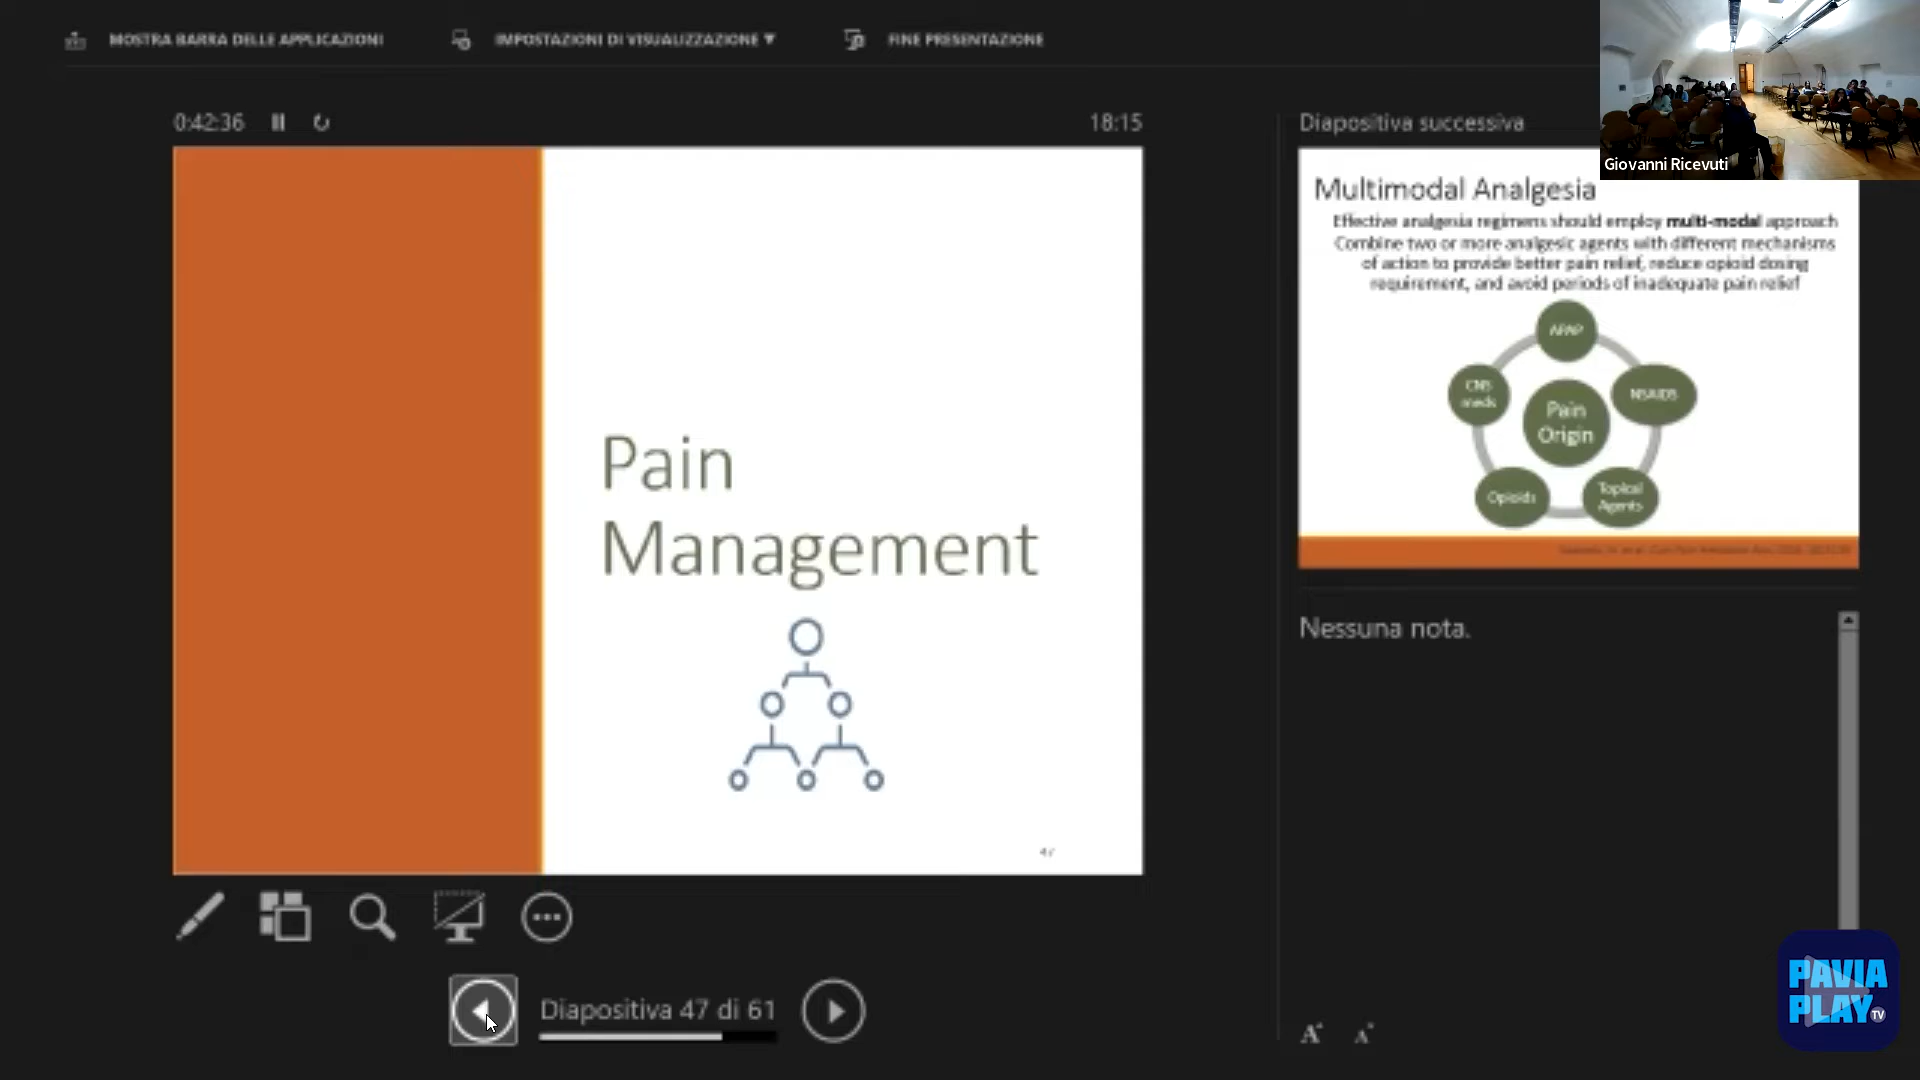 MOSTRA BARRA DELLE APPLICAZIONI
IMPOSTAZIONI DI VISUALIZZAZIONE ▼
FINE PRESENTAZIONE
Giovanni Ricevuti
0:42:36
18:15
Diapositiva successiva
Pain
Management
47
Multimodal Analgesia
Effective analgesia regimens should employ multi-modal approach
Combine two or more analgesic agents with different mechanisms
of action to provide better pain relief, reduce opioid dosing
requirement, and avoid periods of inadequate pain relief
APAP
CNS
meds
NSAIDS
Pain
Origin
Opioids
Topical
Agents
Nessuna nota.
Diapositiva 47 di 61
A A
PAVIA
PLAY TV